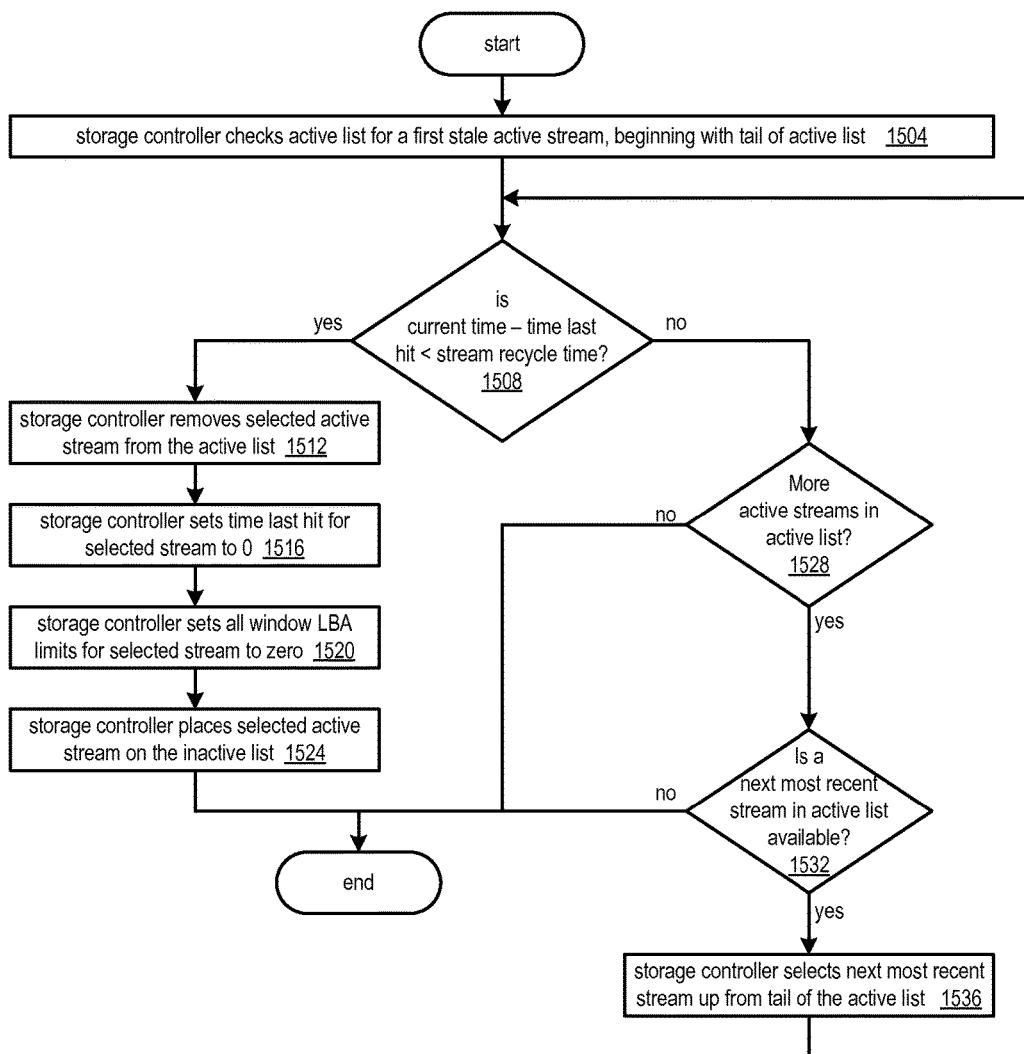 start
storage controller checks active list for a first stale active stream, beginning with tail of active list 1504
is
current time – time last
hit < stream recycle time?
1508
yes
no
storage controller removes selected active
stream from the active list 1512
storage controller sets time last hit for
selected stream to 0 1516
storage controller sets all window LBA
limits for selected stream to zero 1520
storage controller places selected active
stream on the inactive list 1524
More
active streams in
active list?
1528
no
yes
Is a
next most recent
stream in active list
available?
1532
no
yes
end
storage controller selects next most recent
stream up from tail of the active list 1536